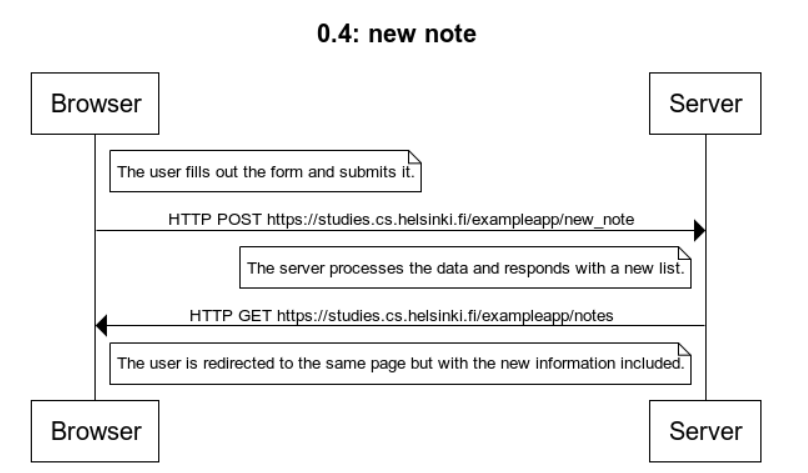 0.4: new note
Browser
Server
The user fills out the form and submits it.
HTTP POST https://studies.cs.helsinki.fi/exampleapp/new_note
The server processes the data and responds with a new list.
HTTP GET https://studies.cs.helsinki.fi/exampleapp/notes
The user is redirected to the same page but with the new information included.
Browser
Server